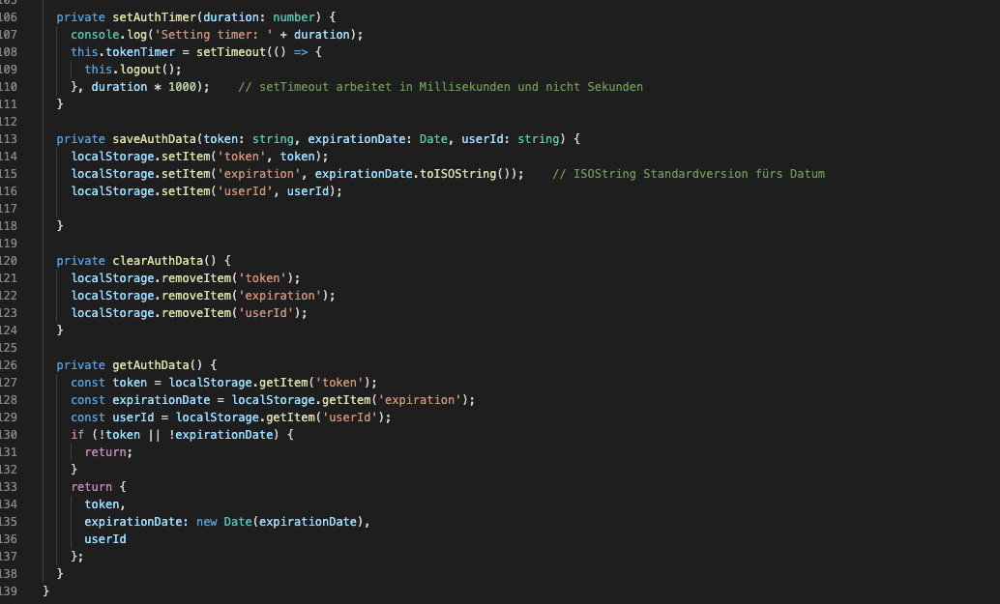 106 private setAuthTimer(duration: number) {
107 console.log('Setting timer: ' + duration);
108 this.tokenTimer = setTimeout(() => {
109 this.logout();
110 }, duration * 1000); // setTimeout arbeitet in Millisekunden und nicht Sekunden
111 }
112
113 private saveAuthData(token: string, expirationDate: Date, userId: string) {
114 localStorage.setItem('token', token);
115 localStorage.setItem('expiration', expirationDate.toISOString()); // ISOString Standardversion fürs Datum
116 localStorage.setItem('userId', userId);
117
118 }
119
120 private clearAuthData() {
121 localStorage.removeItem('token');
122 localStorage.removeItem('expiration');
123 localStorage.removeItem('userId');
124 }
125
126 private getAuthData() {
127 const token = localStorage.getItem('token');
128 const expirationDate = localStorage.getItem('expiration');
129 const userId = localStorage.getItem('userId');
130 if (!token || !expirationDate) {
131 return;
132 }
133 return {
134 token,
135 expirationDate: new Date(expirationDate),
136 userId
137 };
138 }
139 }